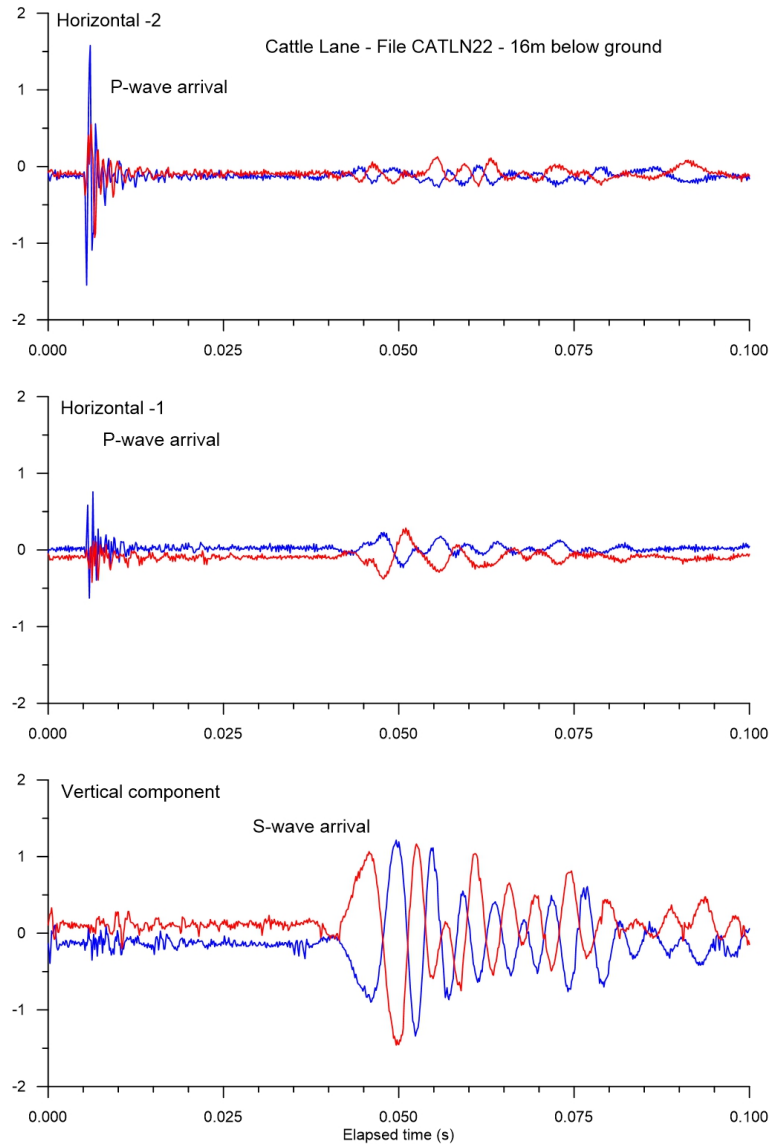 Horizontal -2
Cattle Lane - File CATLN22 - 16m below ground
P-wave arrival
2
1
0
-1
-2
0.000 0.025 0.050 0.075 0.100
Horizontal -1
P-wave arrival
2
1
0
-1
-2
0.000 0.025 0.050 0.075 0.100
Vertical component
S-wave arrival
2
1
0
-1
-2
0.000 0.025 0.050 0.075 0.100
Elapsed time (s)